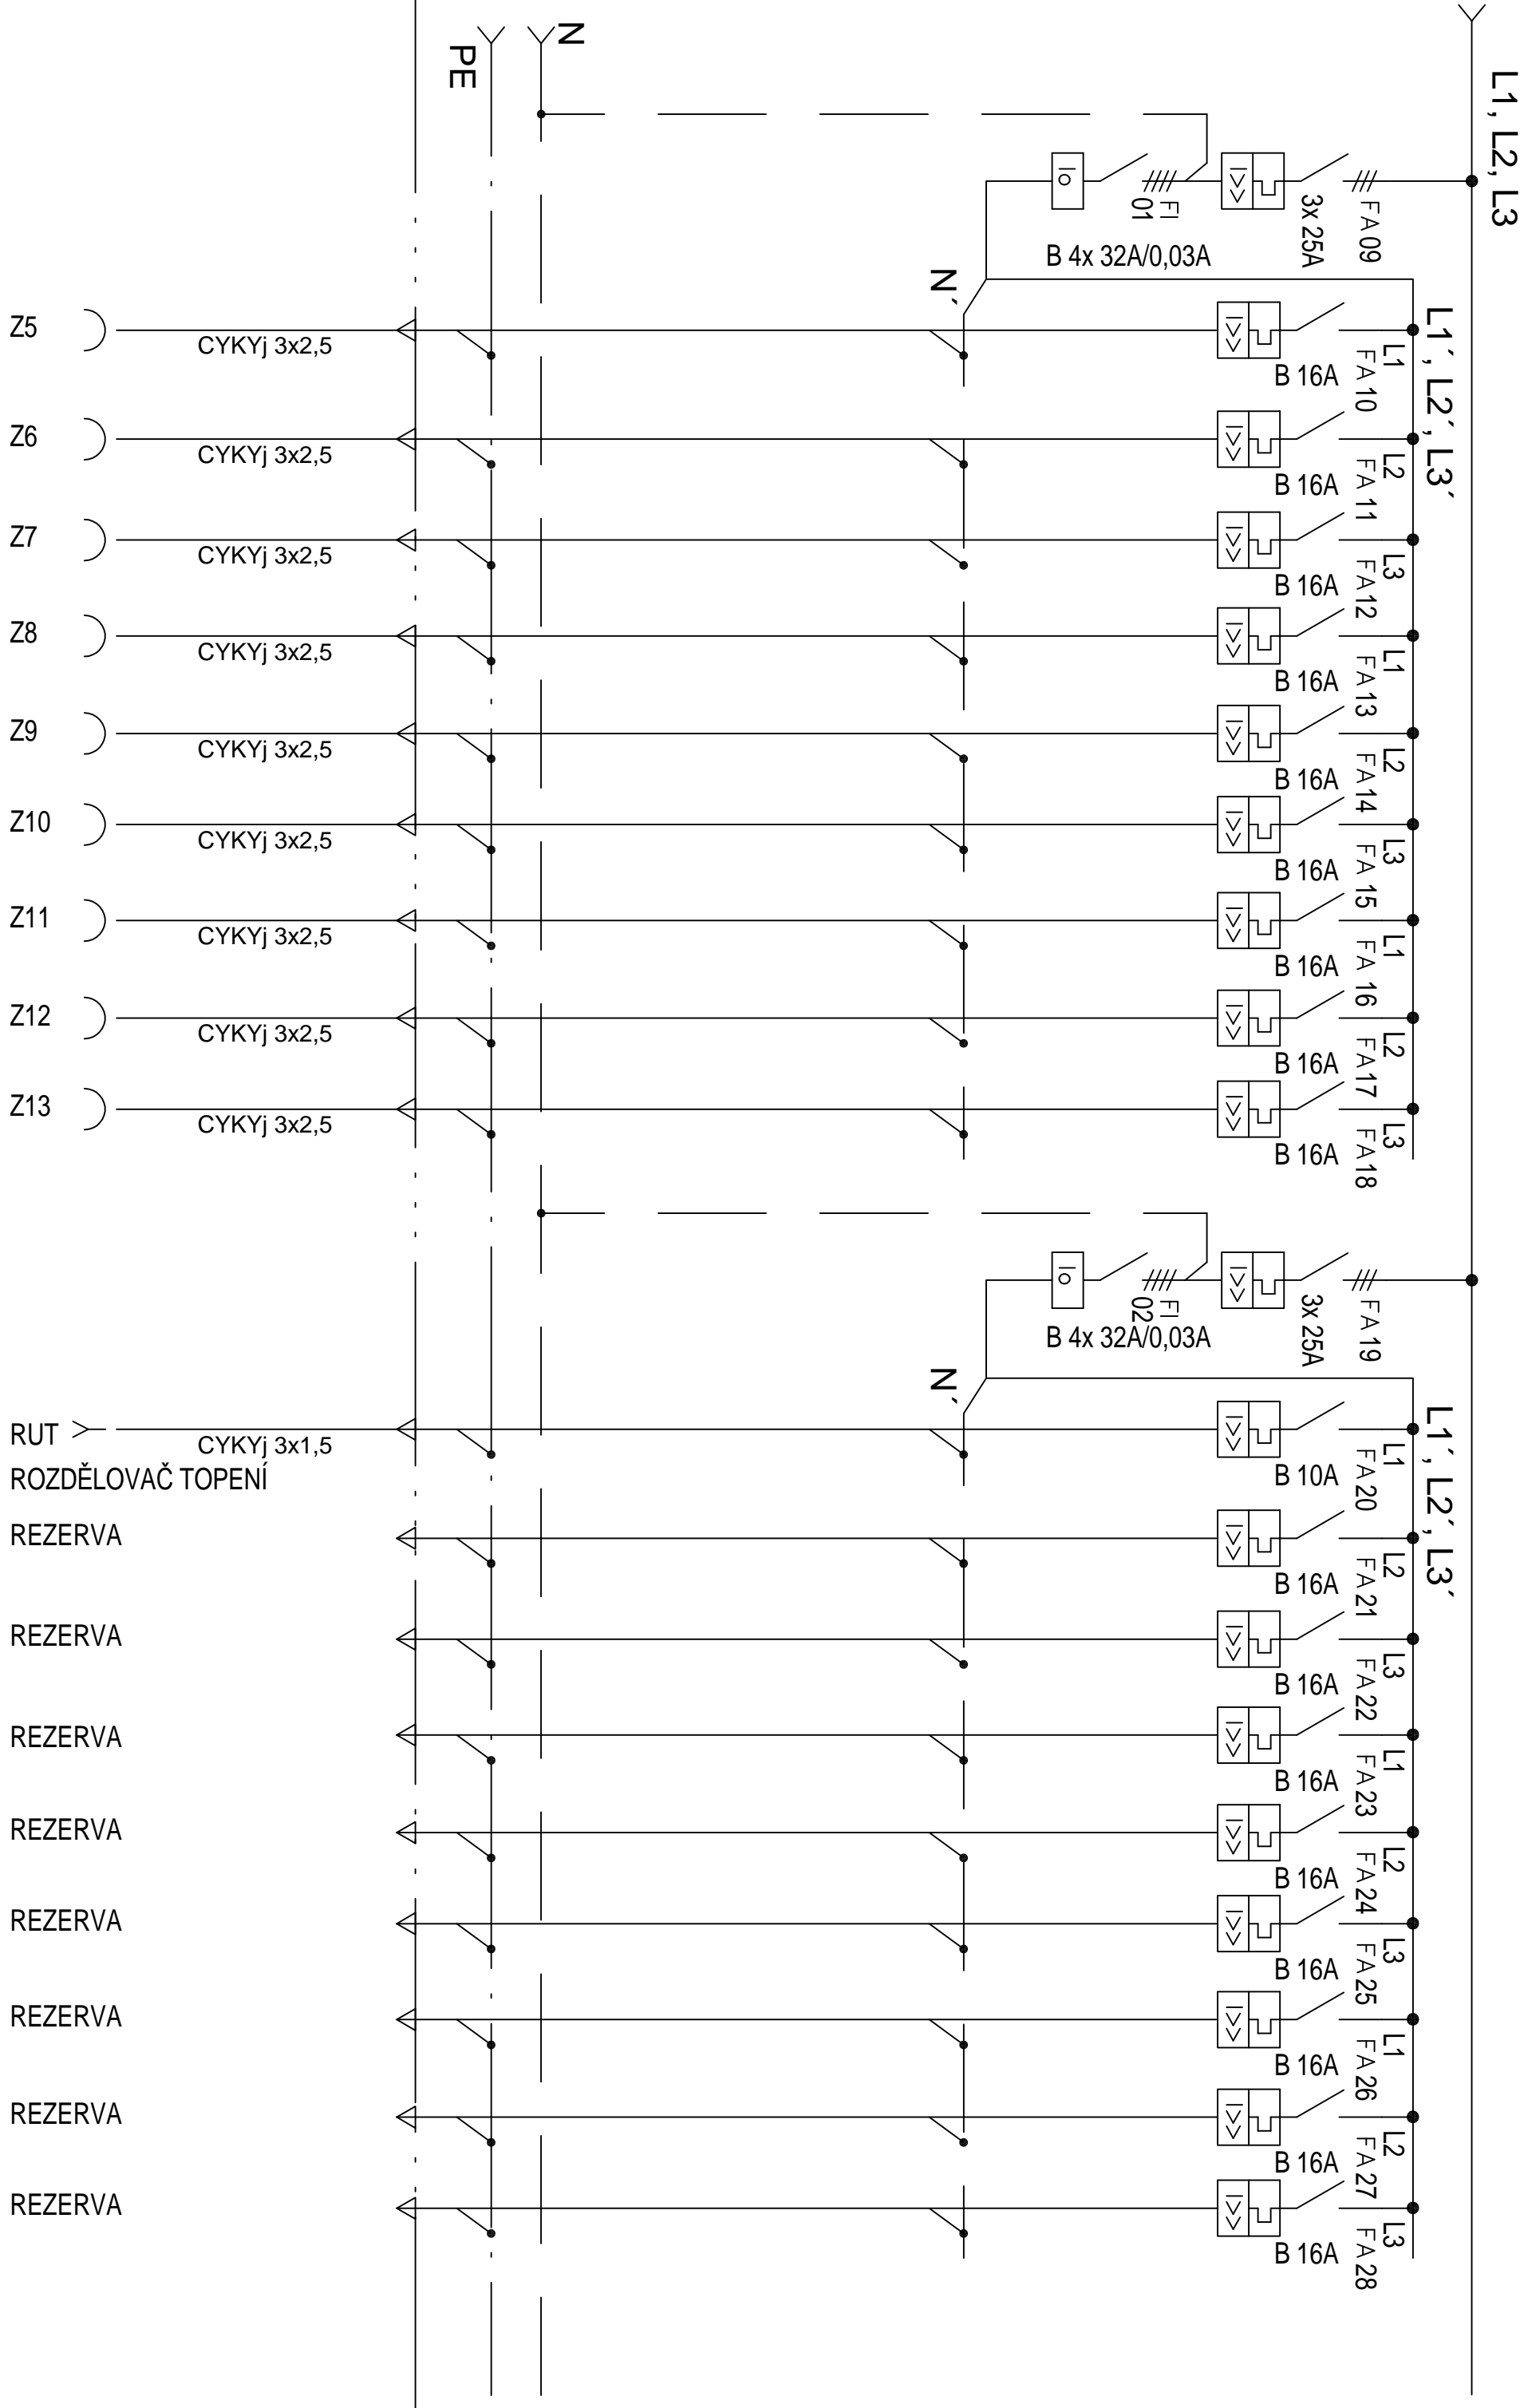 L1, L2, L3
N
PE
FA 09
3x 25A
FI
01
B 4x 32A/0,03A
N´
L1´, L2´, L3´
Z5
CYKYj 3x2,5
B 16A
L1
FA 10
Z6
CYKYj 3x2,5
B 16A
L2
FA 11
Z7
CYKYj 3x2,5
B 16A
L3
FA 12
Z8
CYKYj 3x2,5
B 16A
L1
FA 13
Z9
CYKYj 3x2,5
B 16A
L2
FA 14
Z10
CYKYj 3x2,5
B 16A
L3
FA 15
Z11
CYKYj 3x2,5
B 16A
L1
FA 16
Z12
CYKYj 3x2,5
B 16A
L2
FA 17
Z13
CYKYj 3x2,5
B 16A
L3
FA 18
FA 19
3x 25A
FI
02
B 4x 32A/0,03A
N´
L1´, L2´, L3´
RUT
CYKYj 3x1,5
ROZDĚLOVAČ TOPENÍ
B 10A
L1
FA 20
REZERVA
B 16A
L2
FA 21
REZERVA
B 16A
L3
FA 22
REZERVA
B 16A
L1
FA 23
REZERVA
B 16A
L2
FA 24
REZERVA
B 16A
L3
FA 25
REZERVA
B 16A
L1
FA 26
REZERVA
B 16A
L2
FA 27
REZERVA
B 16A
L3
FA 28